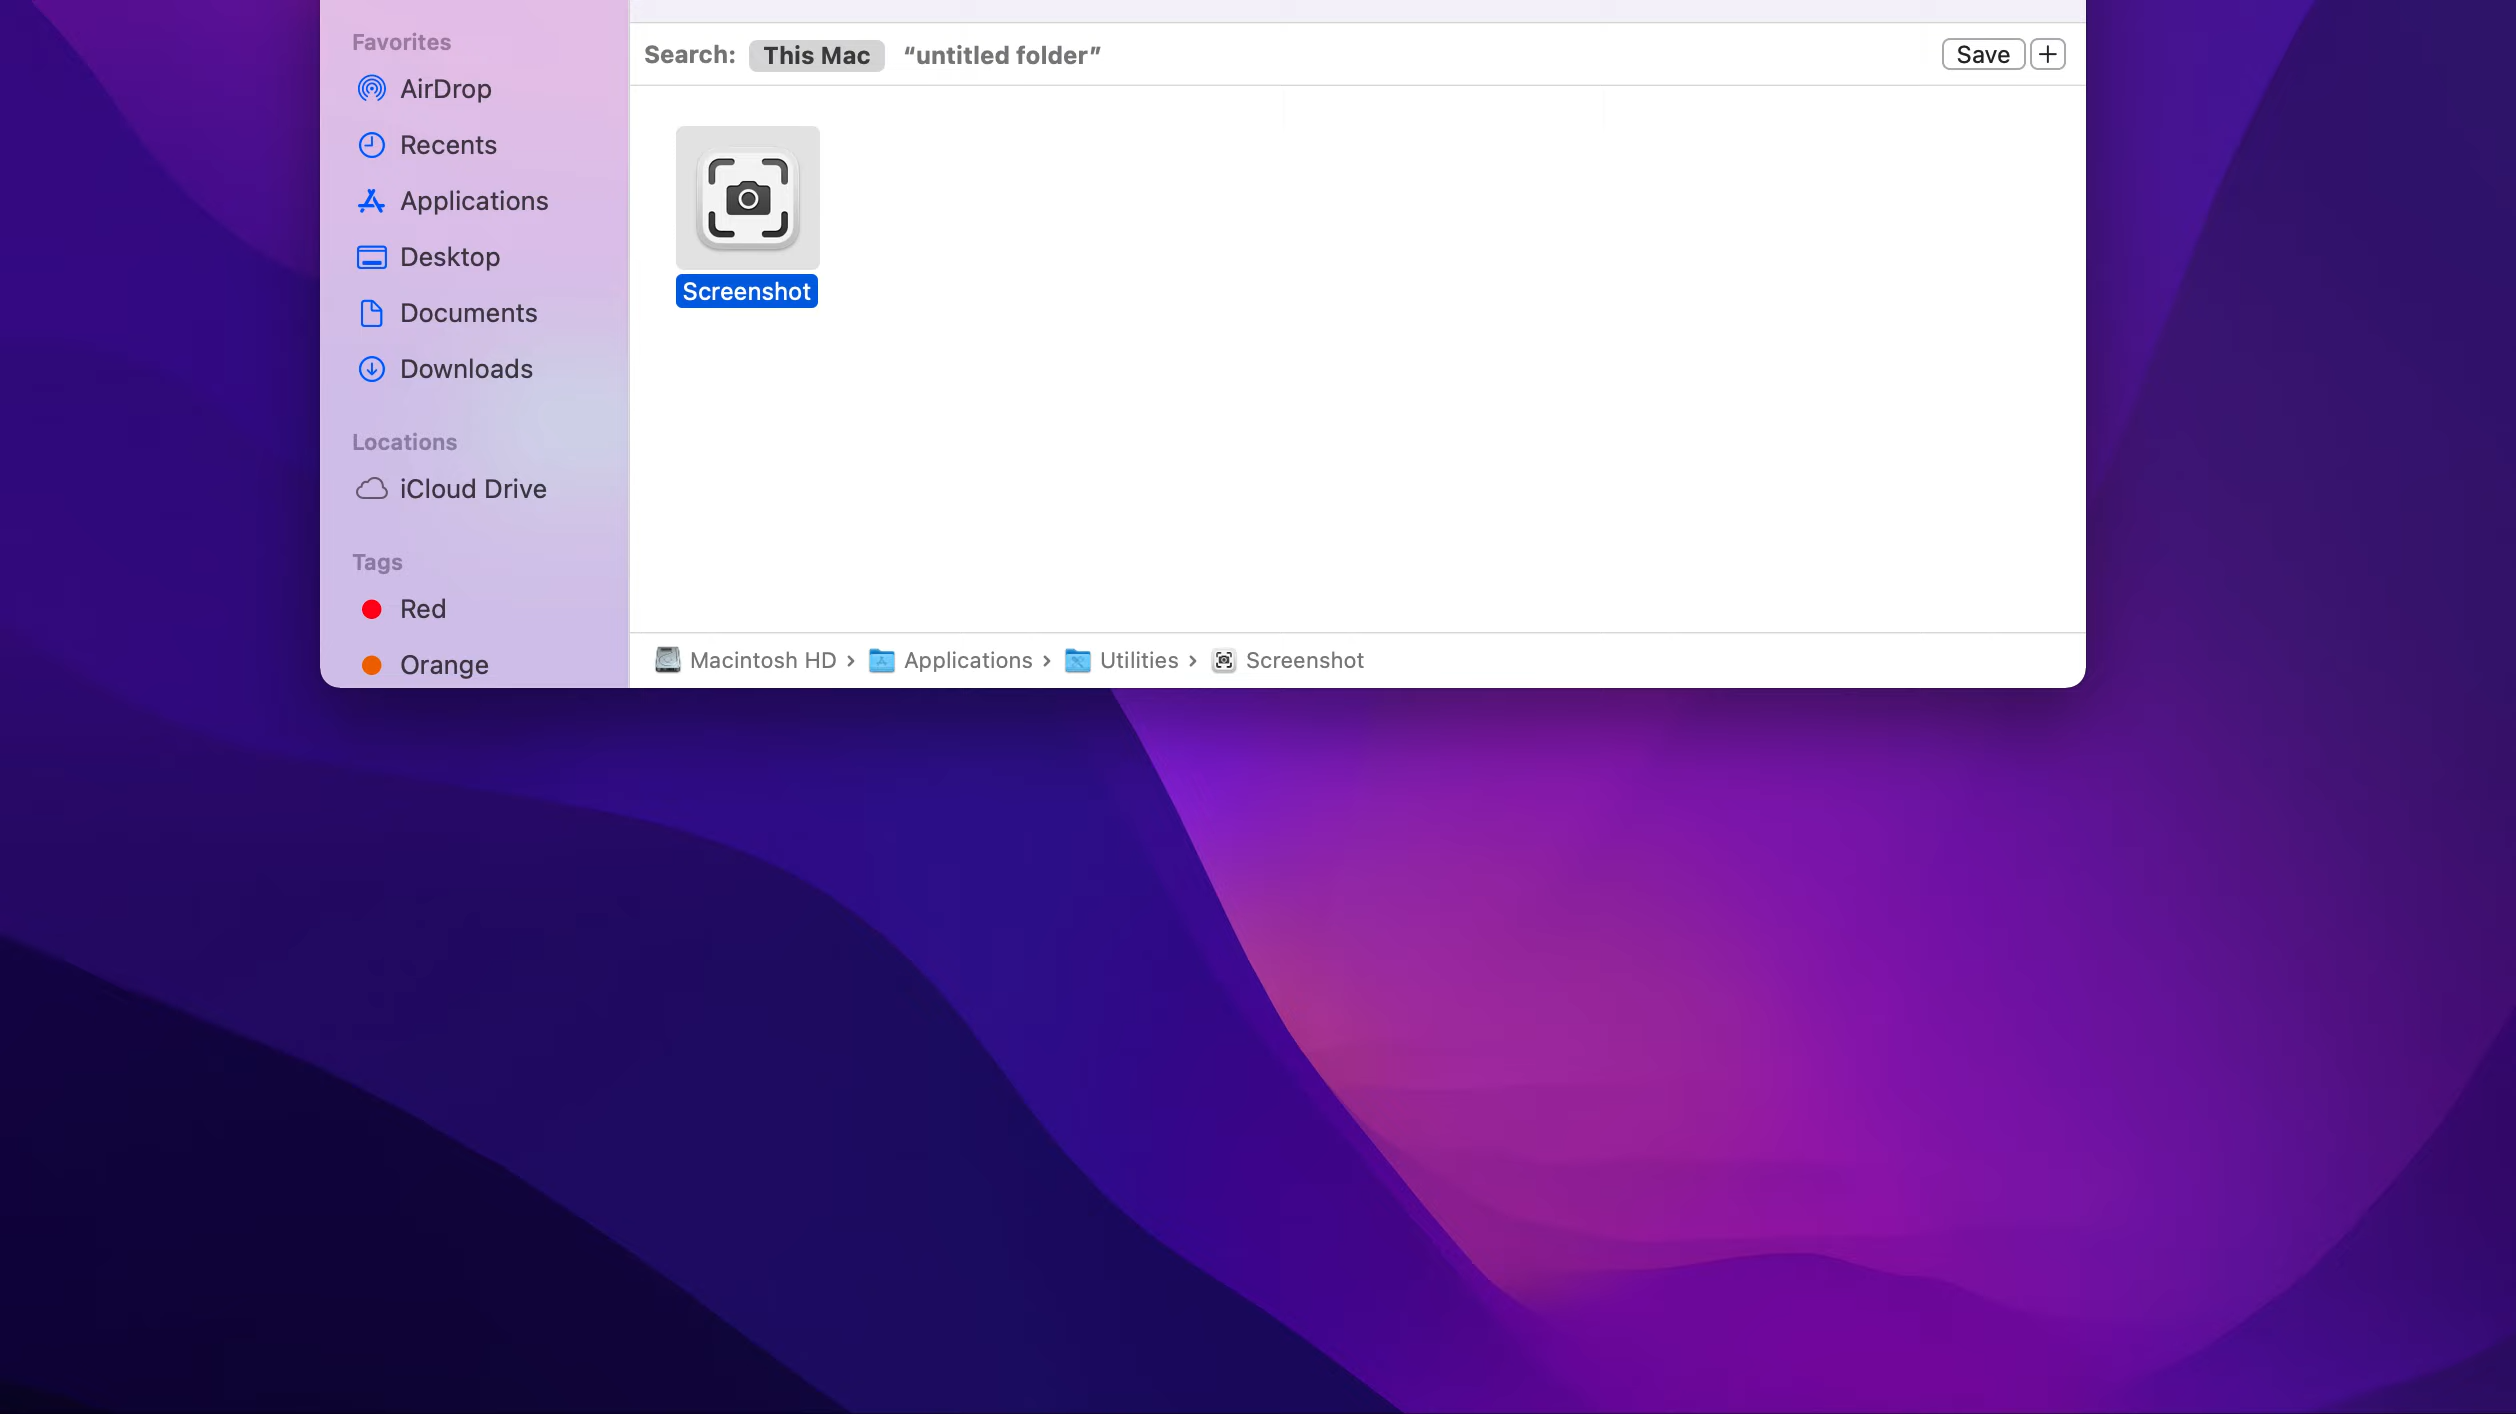 Favorites
AirDrop
Recents
Applications
Desktop
Documents
Downloads
Locations
iCloud Drive
Tags
Red
Orange
Search: This Mac “untitled folder” Save +
Screenshot
Macintosh HD › Applications › Utilities › Screenshot